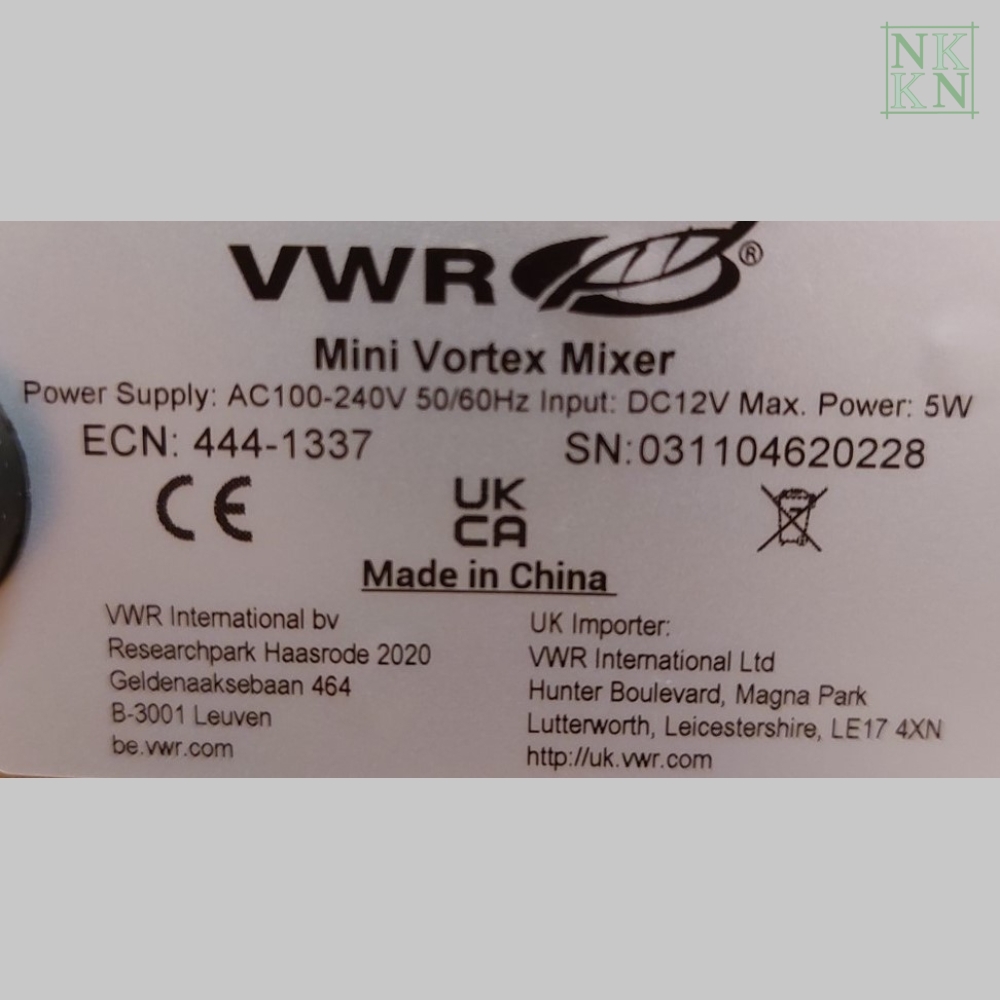 NK
KN
VWR®
Mini Vortex Mixer
Power Supply: AC100-240V 50/60Hz Input: DC12V Max. Power: 5W
ECN: 444-1337 SN:031104620228
CE UK
CA
Made in China
VWR International bv
Researchpark Haasrode 2020
Geldenaaksebaan 464
B-3001 Leuven
be.vwr.com
UK Importer:
VWR International Ltd
Hunter Boulevard, Magna Park
Lutterworth, Leicestershire, LE17 4XN
http://uk.vwr.com